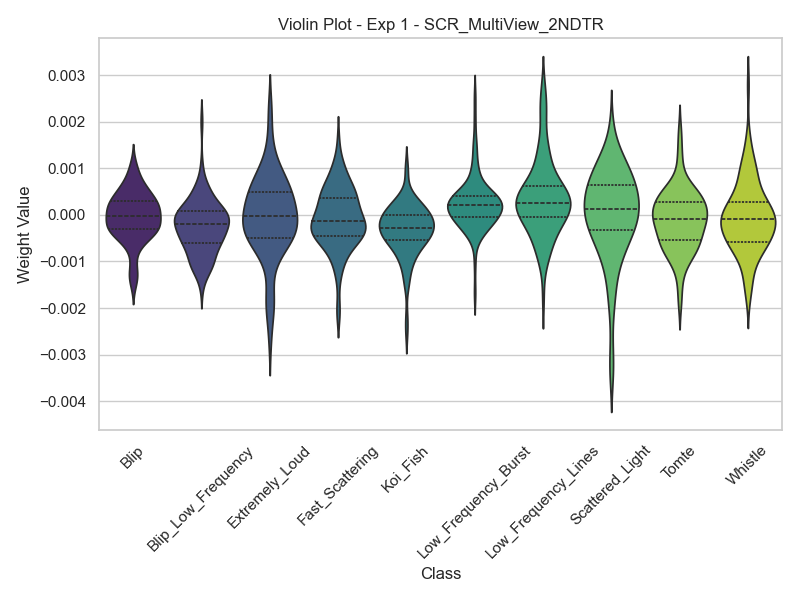 Violin Plot - Exp 1 - SCR_MultiView_2NDTR
0.003
0.002
0.001
0.000
−0.001
−0.002
−0.003
−0.004
Weight Value
Blip
Blip_Low_Frequency
Extremely_Loud
Fast_Scattering
Koi_Fish
Low_Frequency_Burst
Low_Frequency_Lines
Scattered_Light
Tomte
Whistle
Class